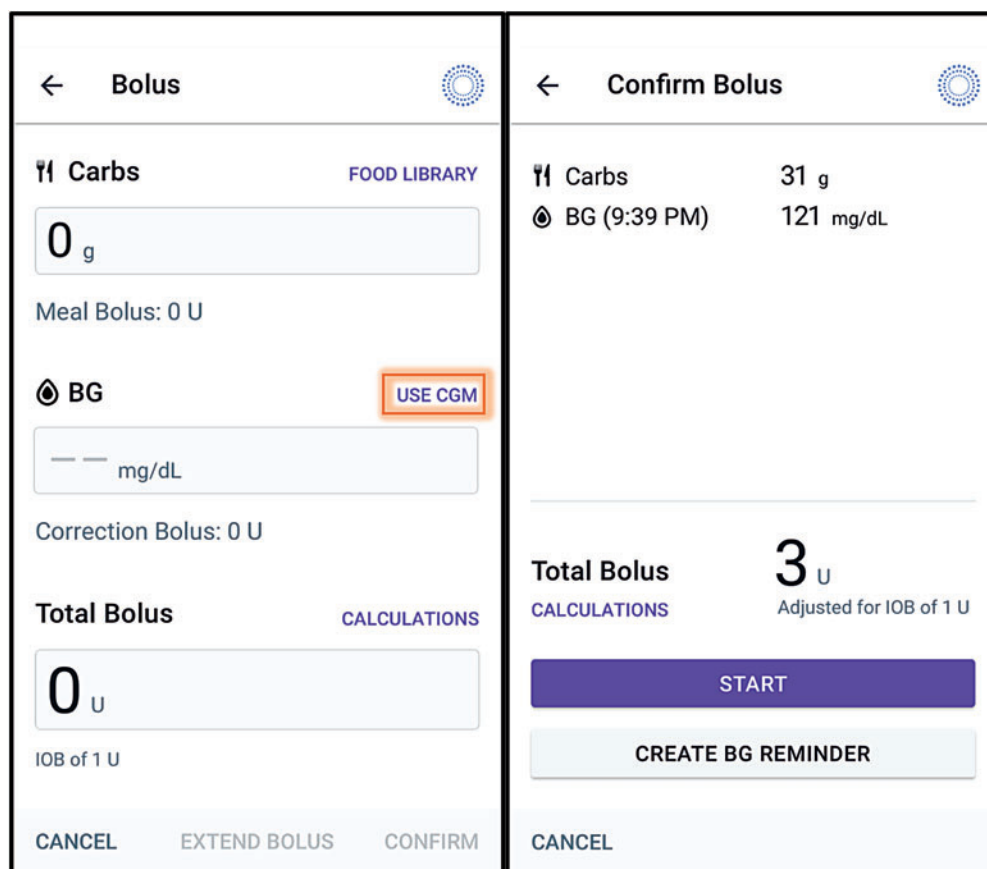 Bolus
Carbs
FOOD LIBRARY
0 g
Meal Bolus: 0 U
BG
USE CGM
-- mg/dL
Correction Bolus: 0 U
Total Bolus
CALCULATIONS
0 U
IOB of 1 U
CANCEL EXTEND BOLUS CONFIRM
Confirm Bolus
Carbs 31 g
BG (9:39 PM) 121 mg/dL
Total Bolus 3 U
CALCULATIONS Adjusted for IOB of 1 U
START
CREATE BG REMINDER
CANCEL